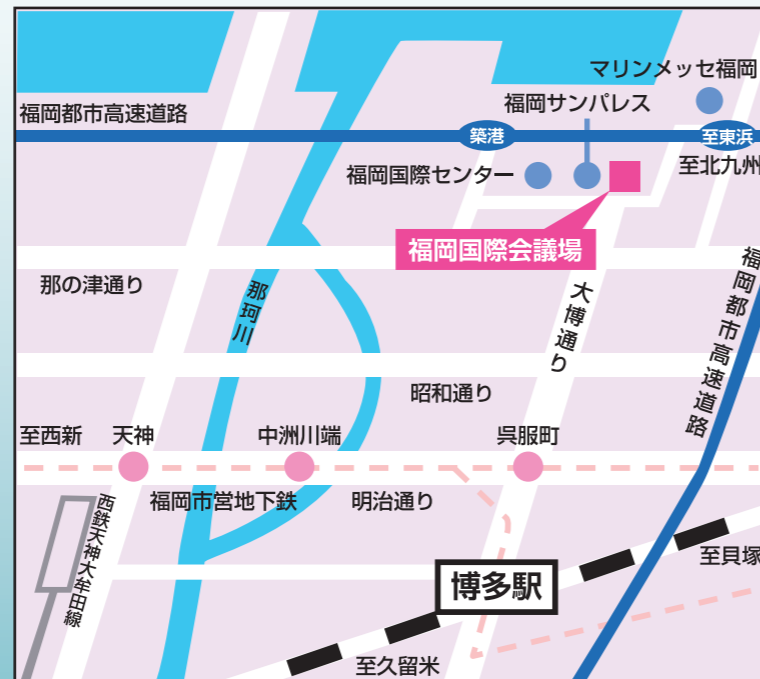 マリンメッセ福岡
福岡サンパレス
福岡都市高速道路
築港
至東浜
福岡国際センター
至北九州
福岡国際会議場
那の津通り
那珂川
大博通り
福岡都市高速道路
昭和通り
至西新
天神
中洲川端
呉服町
福岡市営地下鉄
明治通り
西鉄天神大牟田線
博多駅
至貝塚
至久留米